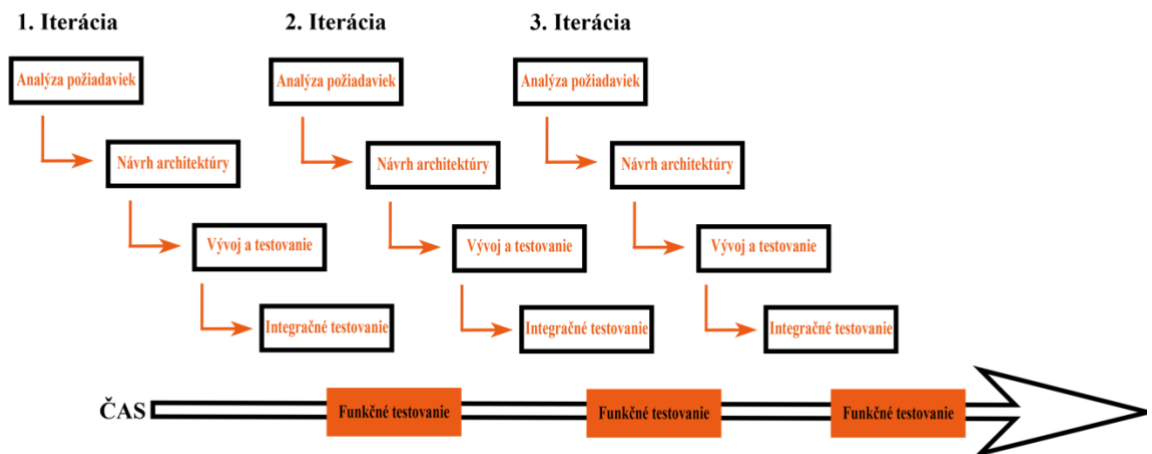 1. Iterácia
2. Iterácia
3. Iterácia
Analýza požiadaviek
Analýza požiadaviek
Analýza požiadaviek
Návrh architektúry
Návrh architektúry
Návrh architektúry
Vývoj a testovanie
Vývoj a testovanie
Vývoj a testovanie
Integračné testovanie
Integračné testovanie
Integračné testovanie
ČAS
Funkčné testovanie
Funkčné testovanie
Funkčné testovanie